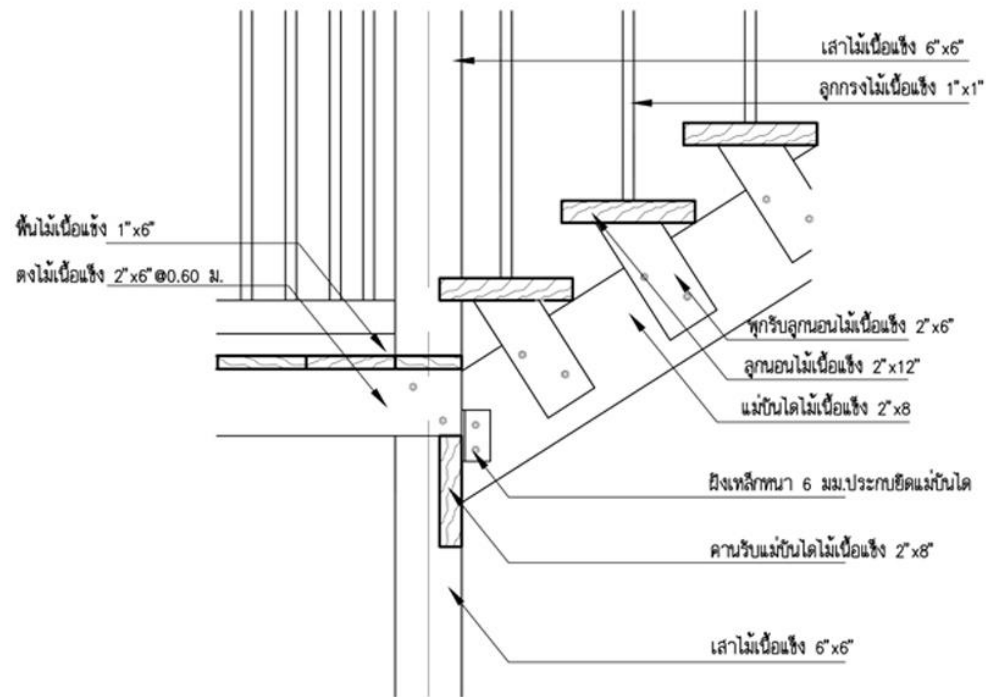 เสาไม้เนื้อแข็ง 6"x6"
ลูกกรงไม้เนื้อแข็ง 1"x1"
พื้นไม้เนื้อแข็ง 1"x6"
ตงไม้เนื้อแข็ง 2"x6"@0.60 ม.
พุกรับลูกนอนไม้เนื้อแข็ง 2"x6"
ลูกนอนไม้เนื้อแข็ง 2"x12"
แม่บันไดไม้เนื้อแข็ง 2"x8
ฝังเหล็กหนา 6 มม.ประกบยึดแม่บันได
คานรับแม่บันไดไม้เนื้อแข็ง 2"x8"
เสาไม้เนื้อแข็ง 6"x6"